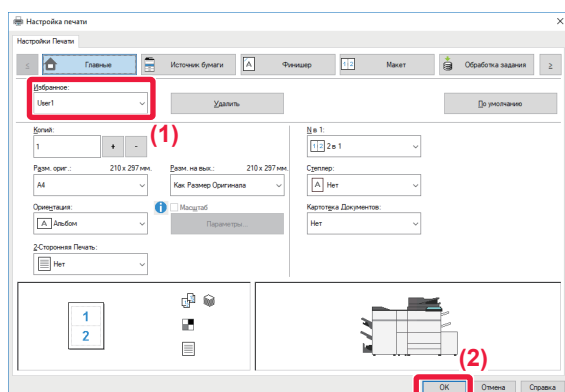 Настройка печати
Настройки Печати
≤ Главные Источник бумаги Финишер Макет Обработка задания ≥
Избранное:
User1 Удалить По умолчанию
(1)
Копий: N в 1:
1 + - 2 в 1
Разм. ориг.: 210 x 297 мм. Разм. на вых.: 210 x 297 мм. Степлер:
A4 Как Размер Оригинала Нет
Ориентация: Масштаб Картотека Документов:
Альбом Параметры... Нет
2-Сторонняя Печать:
Нет
1
2
(2)
OK Отмена Справка